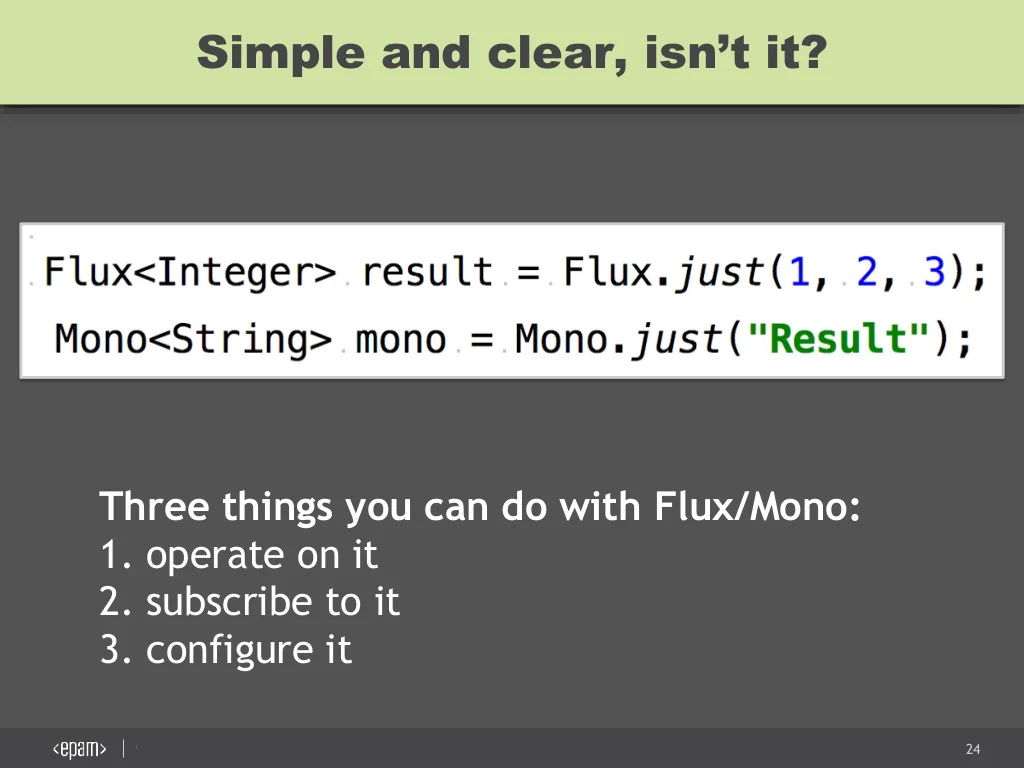 Simple and clear, isn’t it?
Flux<Integer> result = Flux.just(1, 2, 3);
Mono<String> mono = Mono.just("Result");
Three things you can do with Flux/Mono:
1. operate on it
2. subscribe to it
3. configure it
<epam> |
24